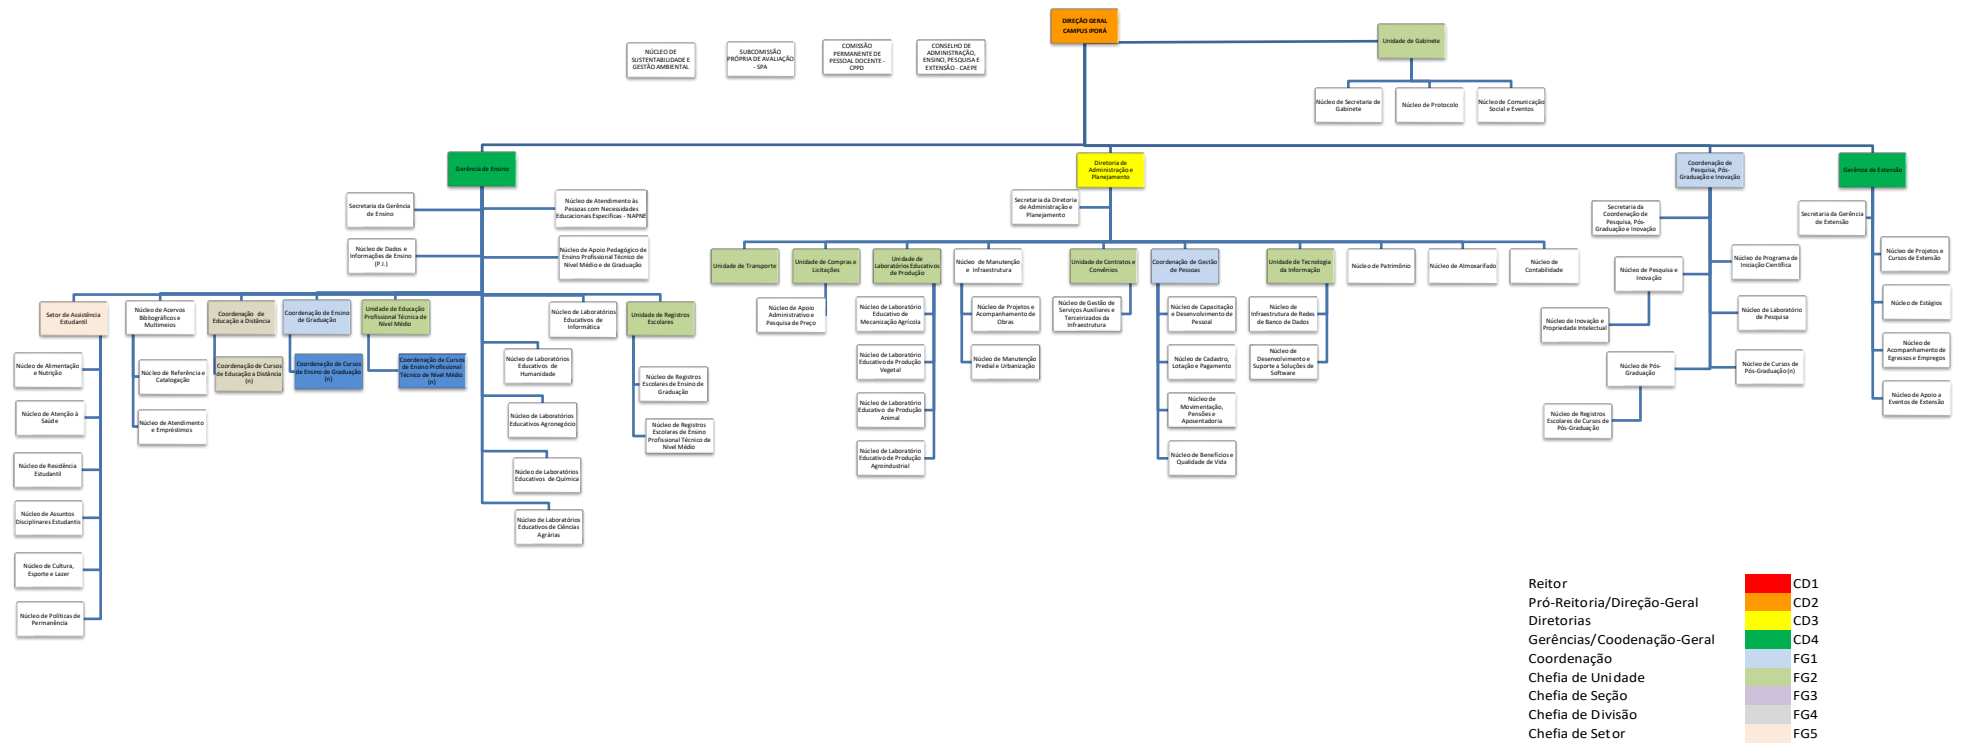 DIREÇÃO GERAL
CAMPUS IPORÁ
Unidade de Gabinete
NÚCLEO DE
SUSTENTABILIDADE E
GESTÃO AMBIENTAL
SUBCOMISSÃO
PRÓPRIA DE AVALIAÇÃO
- SPA
COMISSÃO
PERMANENTE DE
PESSOAL DOCENTE -
CPPD
CONSELHO DE
ADMINISTRAÇÃO,
ENSINO, PESQUISA E
EXTENSÃO - CAEPE
Núcleo de Secretaria de
Gabinete
Núcleo de Protocolo
Núcleo de Comunicação
Social e Eventos
Gerência de Ensino
Diretoria de
Administração e
Planejamento
Coordenação de
Pesquisa, Pós-
Graduação e Inovação
Gerência de Extensão
Secretaria da Gerência
de Ensino
Núcleo de Atendimento às
Pessoas com Necessidades
Educacionais Específicas - NAPNE
Núcleo de Dados e
Informações de Ensino
(P.I.)
Núcleo de Apoio Pedagógico de
Ensino Profissional Técnico de
Nível Médio e de Graduação
Secretaria da Diretoria
de Administração e
Planejamento
Secretaria da
Coordenação de
Pesquisa, Pós-
Graduação e Inovação
Secretaria da Gerência
de Extensão
Unidade de Transporte
Unidade de Compras e
Licitações
Unidade de
Laboratórios Educativos
de Produção
Núcleo de Manutenção
e Infraestrutura
Unidade de Contratos e
Convênios
Coordenação de Gestão
de Pessoas
Unidade de Tecnologia
da Informação
Núcleo de Patrimônio
Núcleo de Almoxarifado
Núcleo de
Contabilidade
Núcleo de Pesquisa e
Inovação
Núcleo de Programa de
Iniciação Científica
Núcleo de Projetos e
Cursos de Extensão
Setor de Assistência
Estudantil
Núcleo de Acervos
Bibliográficos e
Multimeios
Coordenação de
Educação a Distância
Coordenação de Ensino
de Graduação
Unidade de Educação
Profissional Técnica de
Nível Médio
Núcleo de Laboratórios
Educativos de
Informática
Unidade de Registros
Escolares
Núcleo de Apoio
Administrativo e
Pesquisa de Preço
Núcleo de Laboratório
Educativo de
Mecanização Agrícola
Núcleo de Projetos e
Acompanhamento de
Obras
Núcleo de Gestão de
Serviços Auxiliares e
Terceirizados da
Infraestrutura
Núcleo de Capacitação
e Desenvolvimento de
Pessoal
Núcleo de
Infraestrutura de Redes
de Banco de Dados
Núcleo de Inovação e
Propriedade Intelectual
Núcleo de Laboratório
de Pesquisa
Núcleo de Estágios
Núcleo de Alimentação
e Nutrição
Núcleo de Referência e
Catalogação
Coordenação de Cursos
de Educação a Distância
(n)
Coordenação de Cursos
de Ensino de Graduação
(n)
Coordenação de Cursos
de Ensino Profissional
Técnico de Nível Médio
(n)
Núcleo de Laboratórios
Educativos de
Humanidade
Núcleo de Registros
Escolares de Ensino de
Graduação
Núcleo de Laboratório
Educativo de Produção
Vegetal
Núcleo de Manutenção
Predial e Urbanização
Núcleo de Cadastro,
Lotação e Pagamento
Núcleo de
Desenvolvimento e
Suporte a Soluções de
Software
Núcleo de Pós-
Graduação
Núcleo de Cursos de
Pós-Graduação (n)
Núcleo de
Acompanhamento de
Egressos e Empregos
Núcleo de Atenção à
Saúde
Núcleo de Atendimento
e Empréstimos
Núcleo de Laboratórios
Educativos Agronegócio
Núcleo de Registros
Escolares de Ensino
Profissional Técnico de
Nível Médio
Núcleo de Laboratório
Educativo de Produção
Animal
Núcleo de
Movimentação,
Pensões e
Aposentadoria
Núcleo de Registros
Escolares de Cursos de
Pós-Graduação
Núcleo de Apoio a
Eventos de Extensão
Núcleo de Residência
Estudantil
Núcleo de Laboratórios
Educativos de Química
Núcleo de Laboratório
Educativo de Produção
Agroindustrial
Núcleo de Benefícios e
Qualidade de Vida
Núcleo de Assuntos
Disciplinares Estudantis
Núcleo de Laboratórios
Educativos de Ciências
Agrárias
Núcleo de Cultura,
Esporte e Lazer
Núcleo de Políticas de
Permanência
Reitor CD1
Pró-Reitoria/Direção-Geral CD2
Diretorias CD3
Gerências/Coodenação-Geral CD4
Coordenação FG1
Chefia de Unidade FG2
Chefia de Seção FG3
Chefia de Divisão FG4
Chefia de Setor FG5